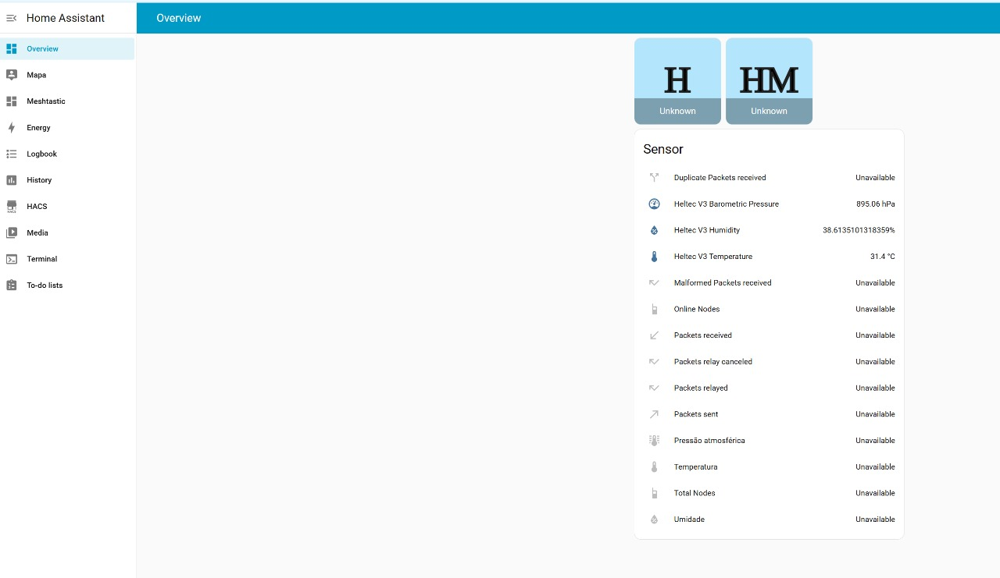 Home Assistant
Overview
Overview
Mapa
Meshtastic
Energy
Logbook
History
HACS
HACS
Media
Terminal
To-do lists
H
Unknown
HM
Unknown
Sensor
Duplicate Packets received Unavailable
Heltec V3 Barometric Pressure 895.06 hPa
Heltec V3 Humidity 38.6135101318359%
Heltec V3 Temperature 31.4 °C
Malformed Packets received Unavailable
Online Nodes Unavailable
Packets received Unavailable
Packets relay canceled Unavailable
Packets relayed Unavailable
Packets sent Unavailable
Pressão atmosférica Unavailable
Temperatura Unavailable
Total Nodes Unavailable
Umidade Unavailable